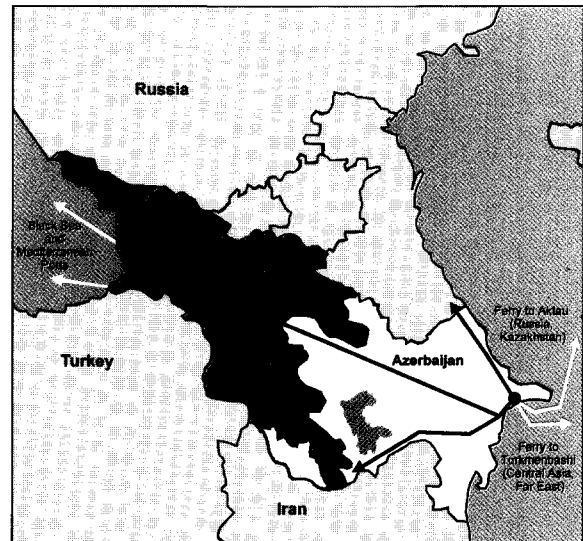 Russia
Black Sea
and
Mediterranean
Ports
Turkey
Azerbaijan
Ferry to Aktau
(Russia,
Kazakhstan)
Ferry to
Turkmenbashi
(Central Asia,
Far East)
Iran